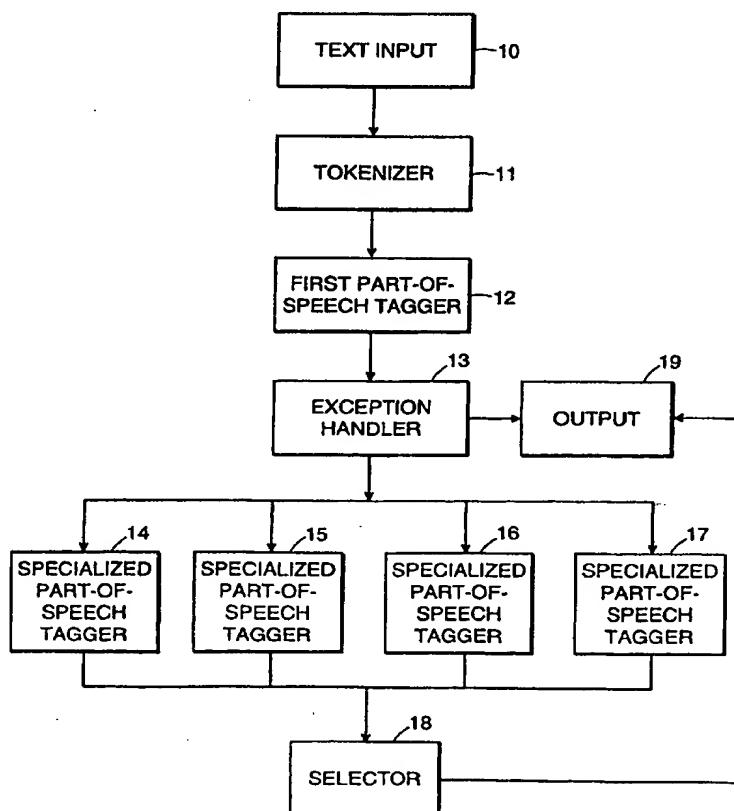 TEXT INPUT
10
TOKENIZER
11
FIRST PART-OF-
SPEECH TAGGER
12
13
EXCEPTION
HANDLER
19
OUTPUT
14
SPECIALIZED
PART-OF-
SPEECH
TAGGER
15
SPECIALIZED
PART-OF-
SPEECH
TAGGER
16
SPECIALIZED
PART-OF-
SPEECH
TAGGER
17
SPECIALIZED
PART-OF-
SPEECH
TAGGER
18
SELECTOR